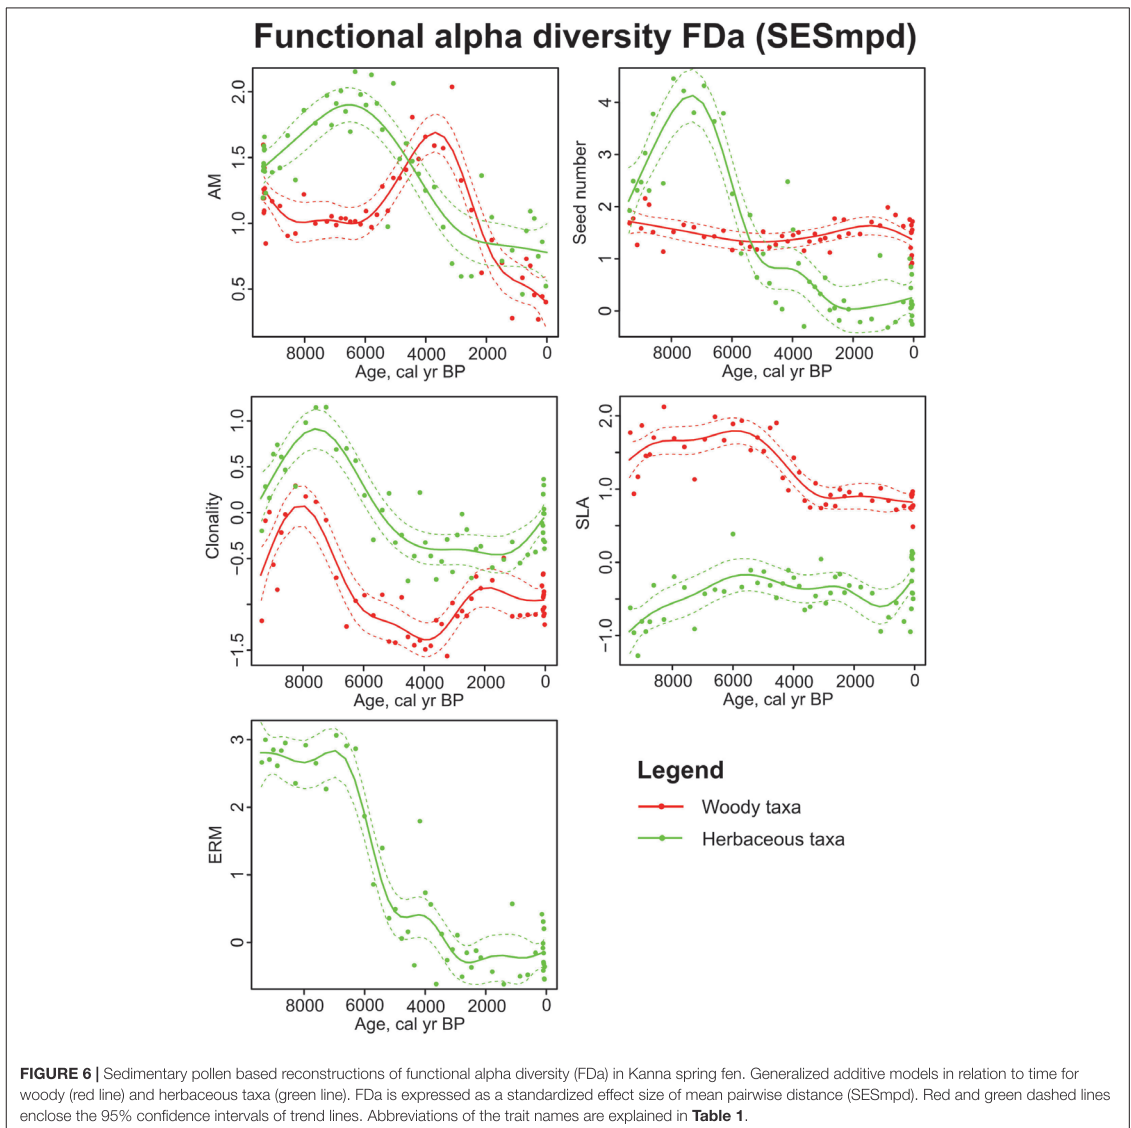 Functional alpha diversity FDa (SESmpd)
AM
2.0
1.5
1.0
0.5
8000 6000 4000 2000 0
Age, cal yr BP
Seed number
4
3
2
1
0
8000 6000 4000 2000 0
Age, cal yr BP
Clonality
1.0
0.5
0.0
−0.5
−1.5
8000 6000 4000 2000 0
Age, cal yr BP
SLA
2.0
1.0
0.0
−1.0
8000 6000 4000 2000 0
Age, cal yr BP
ERM
3
2
1
0
8000 6000 4000 2000 0
Age, cal yr BP
Legend
Woody taxa
Herbaceous taxa
FIGURE 6 | Sedimentary pollen based reconstructions of functional alpha diversity (FDa) in Kanna spring fen. Generalized additive models in relation to time for
woody (red line) and herbaceous taxa (green line). FDa is expressed as a standardized effect size of mean pairwise distance (SESmpd). Red and green dashed lines
enclose the 95% confidence intervals of trend lines. Abbreviations of the trait names are explained in Table 1.